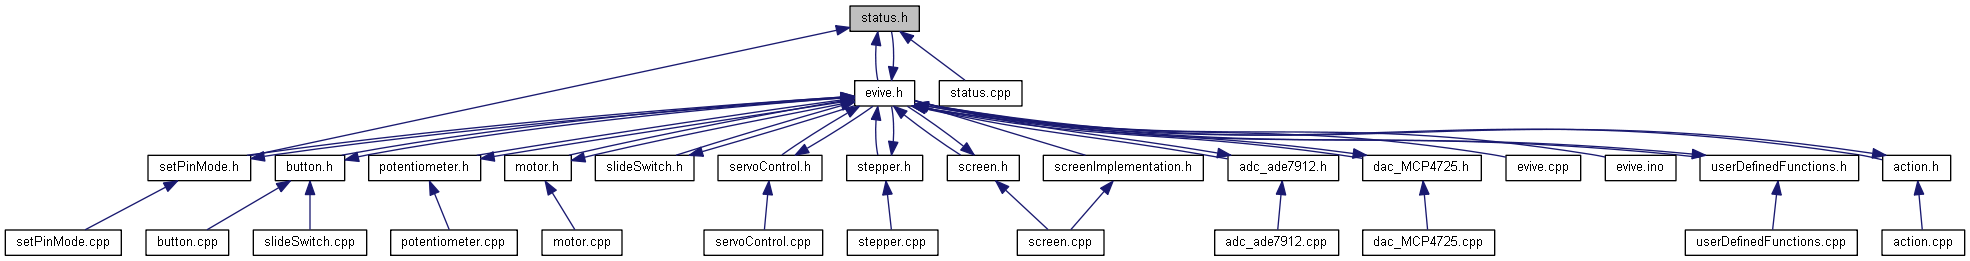 status.h
evive.h
status.cpp
setPinMode.h
button.h
potentiometer.h
motor.h
slideSwitch.h
servoControl.h
stepper.h
screen.h
screenImplementation.h
adc_ade7912.h
dac_MCP4725.h
evive.cpp
evive.ino
userDefinedFunctions.h
action.h
setPinMode.cpp
button.cpp
slideSwitch.cpp
potentiometer.cpp
motor.cpp
servoControl.cpp
stepper.cpp
screen.cpp
adc_ade7912.cpp
dac_MCP4725.cpp
userDefinedFunctions.cpp
action.cpp